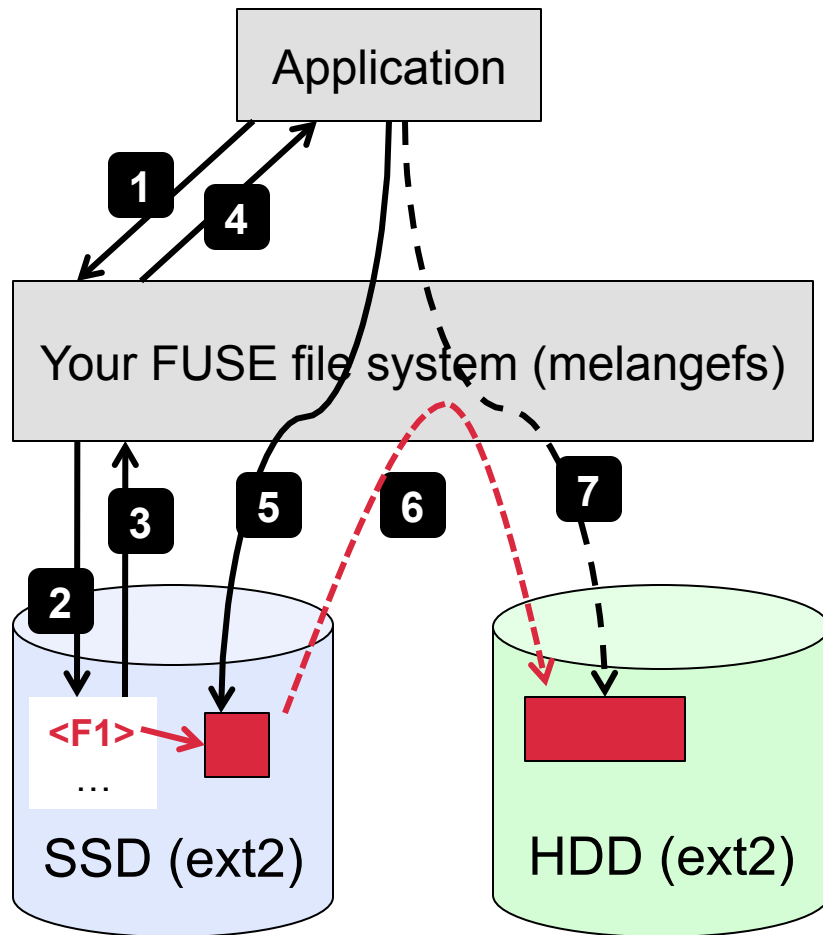 Application
1
4
Your FUSE file system (melangefs)
2
3
5
6
7
<F1>
...
SSD (ext2)
HDD (ext2)